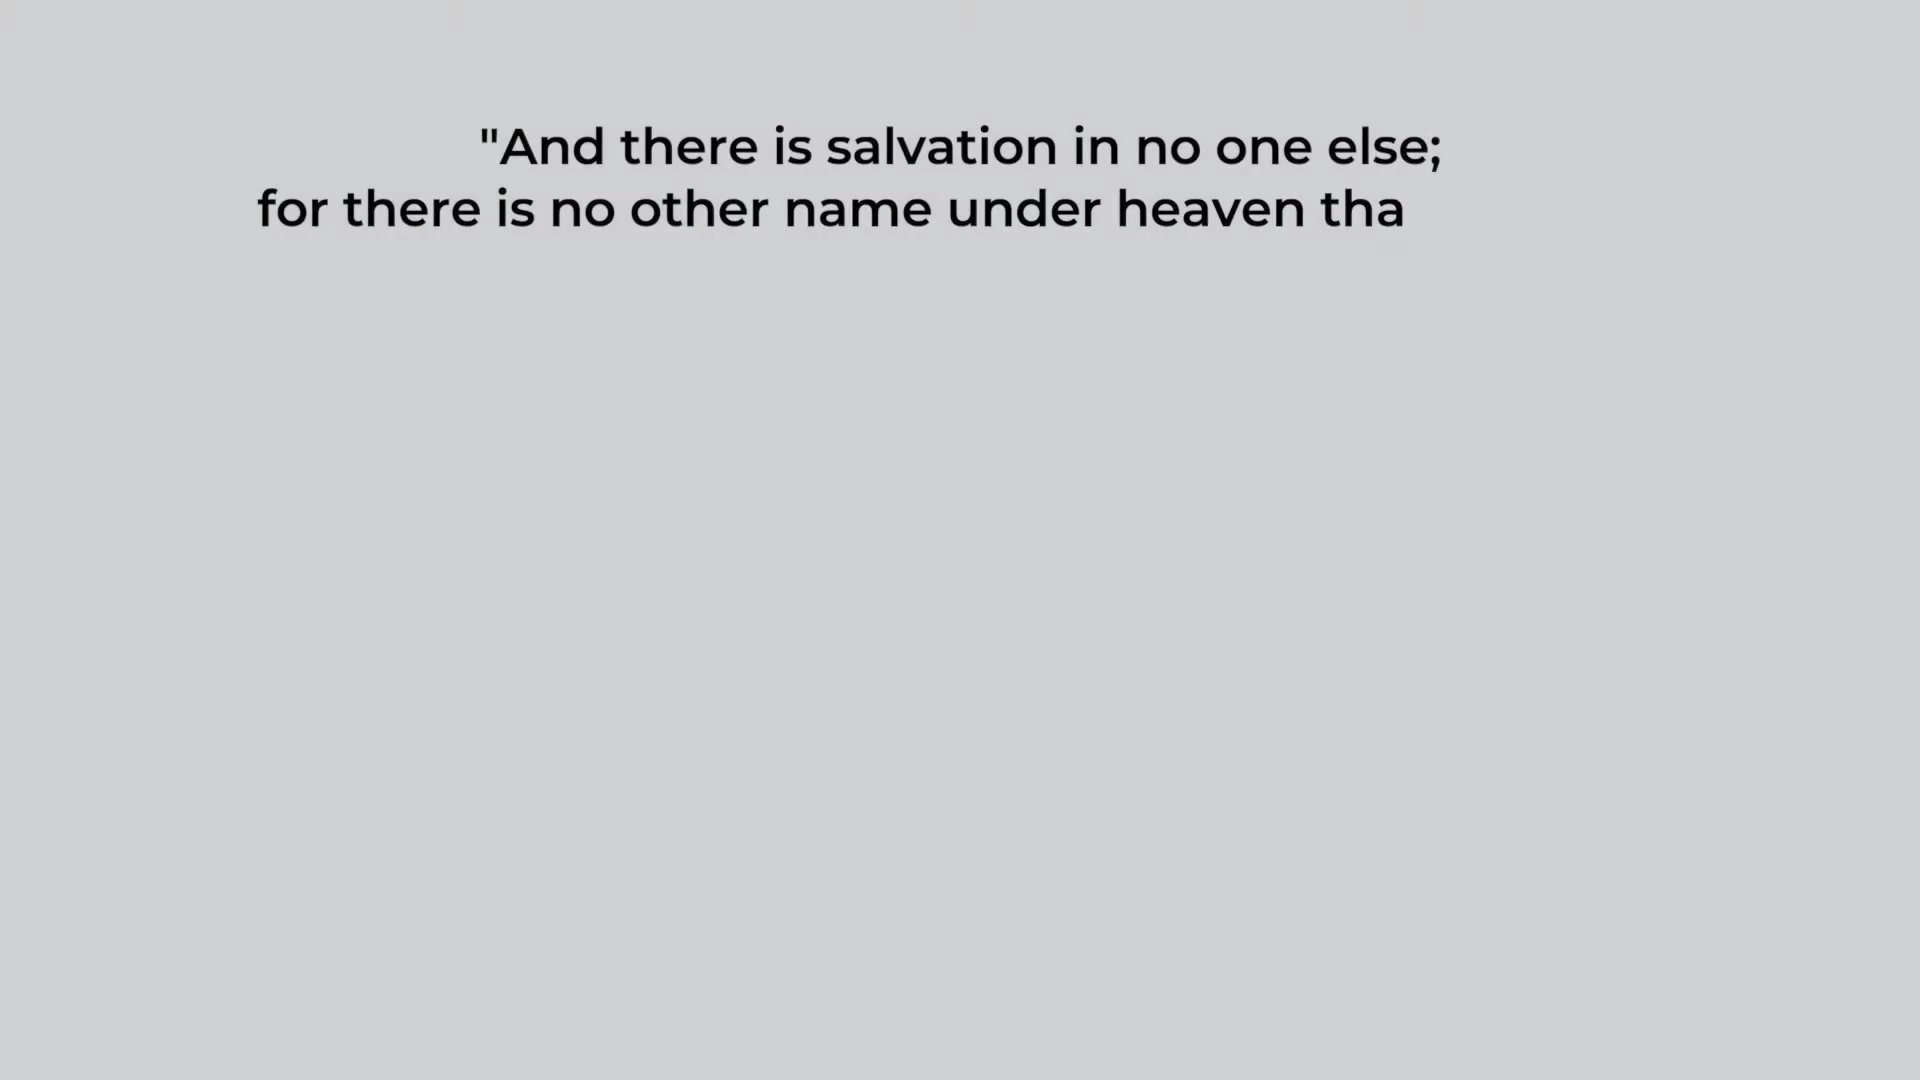 "And there is salvation in no one else;
for there is no other name under heaven tha